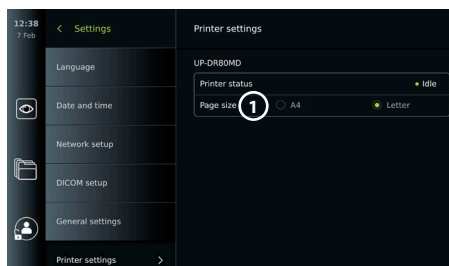 12:38
7 Feb
Settings
Printer settings
Language
UP-DR80MD
Printer status
Idle
Date and time
Page size
1
A4
Letter
Network setup
DICOM setup
General settings
Printer settings